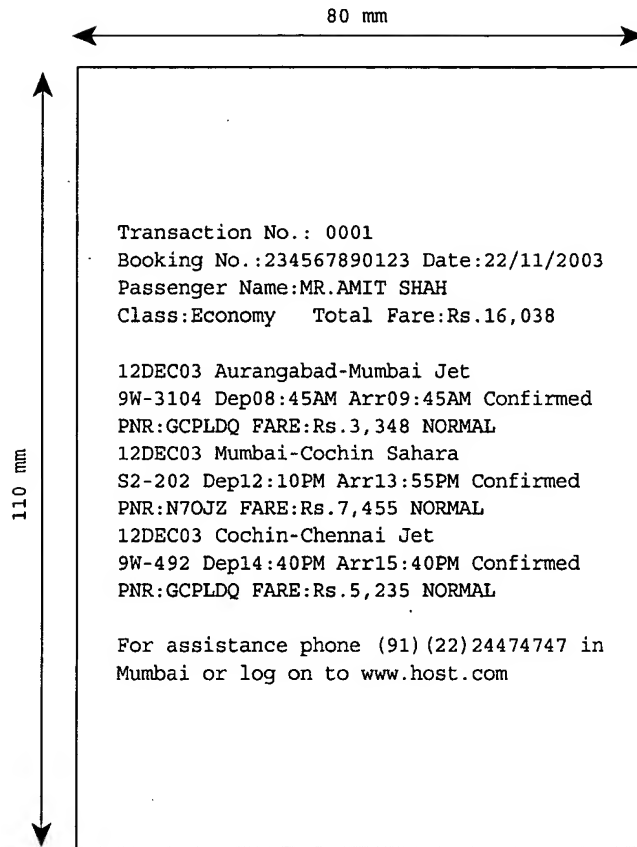 80 mm
110 mm
Transaction No.: 0001
Booking No.:234567890123 Date:22/11/2003
Passenger Name:MR.AMIT SHAH
Class:Economy Total Fare:Rs.16,038
12DEC03 Aurangabad-Mumbai Jet
9W-3104 Dep08:45AM Arr09:45AM Confirmed
PNR:GCPLDQ FARE:Rs.3,348 NORMAL
12DEC03 Mumbai-Cochin Sahara
S2-202 Dep12:10PM Arr13:55PM Confirmed
PNR:N7OJZ FARE:Rs.7,455 NORMAL
12DEC03 Cochin-Chennai Jet
9W-492 Dep14:40PM Arr15:40PM Confirmed
PNR:GCPLDQ FARE:Rs.5,235 NORMAL
For assistance phone (91)(22)24474747 in
Mumbai or log on to www.host.com